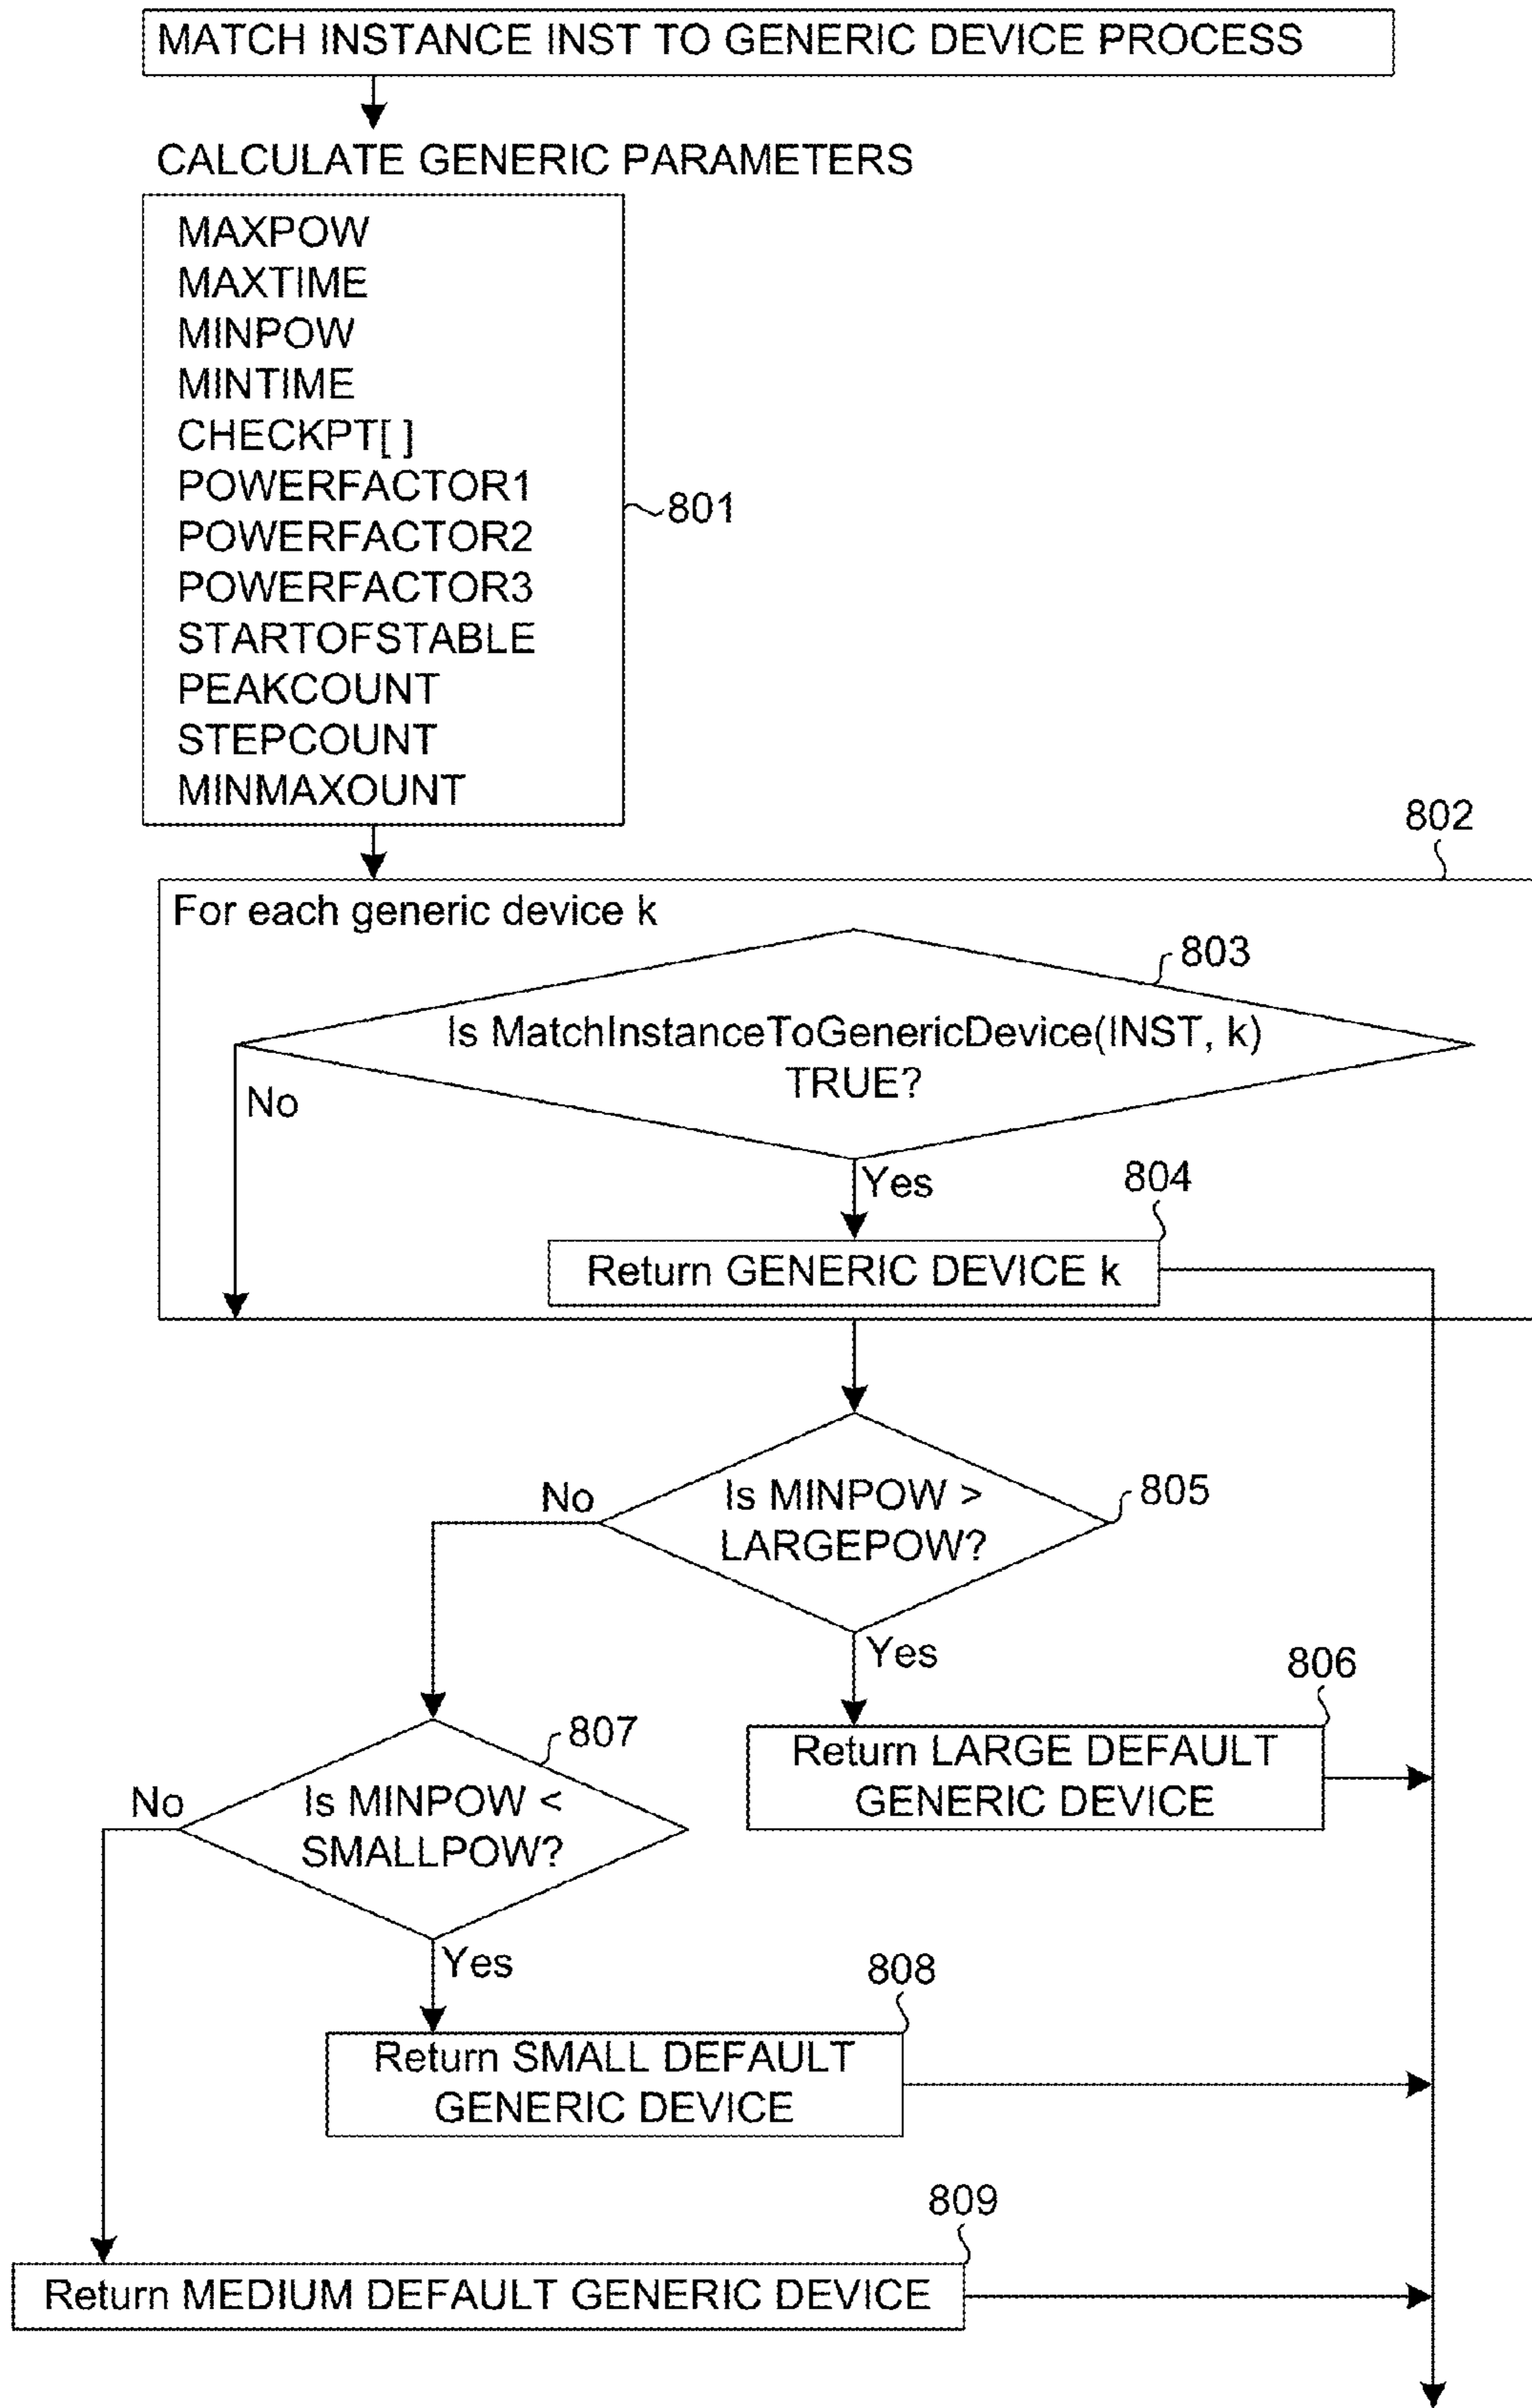 MATCH INSTANCE INST TO GENERIC DEVICE PROCESS
CALCULATE GENERIC PARAMETERS
MAXPOW
MAXTIME
MINPOW
MINTIME
CHECKPT[ ]
POWERFACTOR1
POWERFACTOR2
POWERFACTOR3
STARTOFSTABLE
PEAKCOUNT
STEPCOUNT
MINMAXOUNT
801
802
For each generic device k
803
Is MatchInstanceToGenericDevice(INST, k)
TRUE?
No
Yes
804
Return GENERIC DEVICE k
805
Is MINPOW >
LARGEPOW?
No
Yes
806
Return LARGE DEFAULT
GENERIC DEVICE
807
Is MINPOW <
SMALLPOW?
No
Yes
808
Return SMALL DEFAULT
GENERIC DEVICE
809
Return MEDIUM DEFAULT GENERIC DEVICE